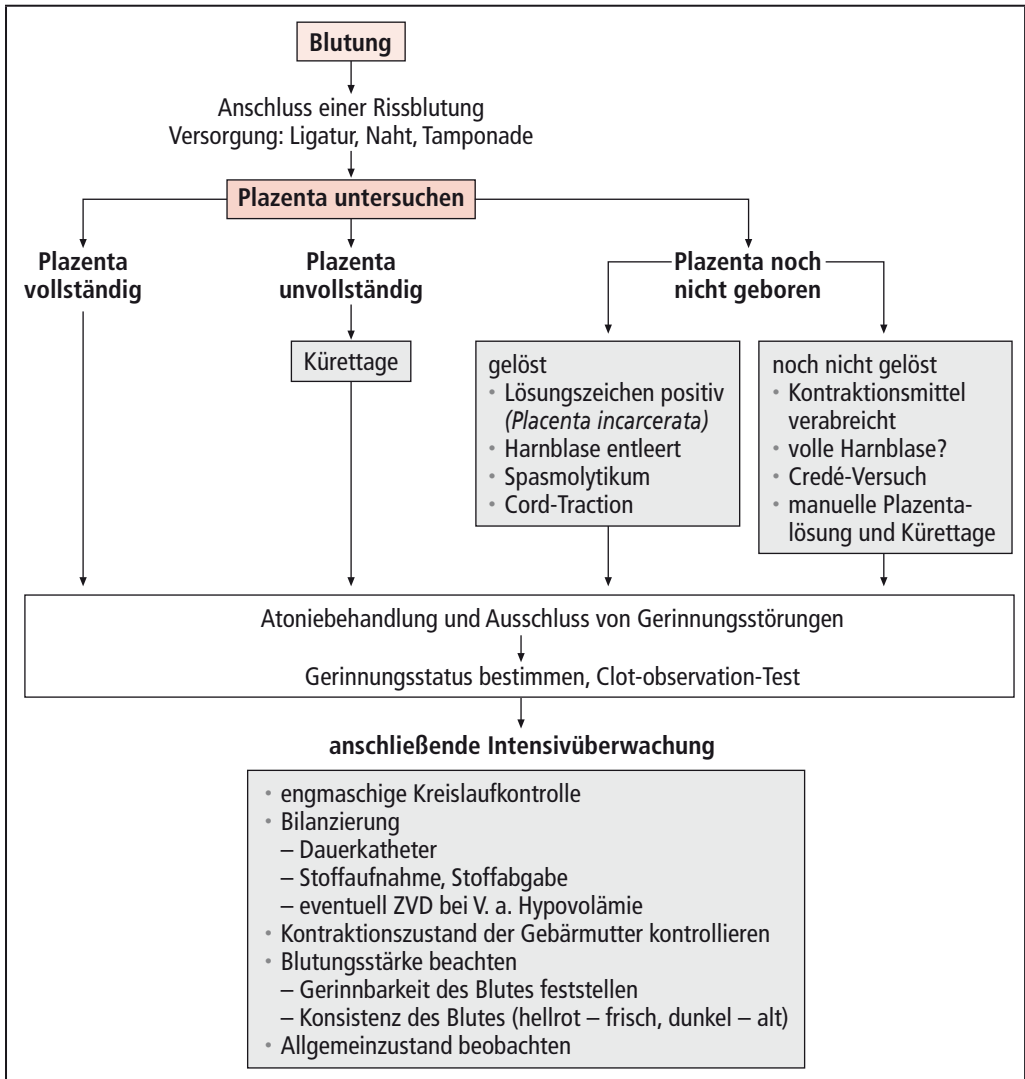 Blutung
Anschluss einer Rissblutung
Versorgung: Ligatur, Naht, Tamponade
Plazenta untersuchen
Plazenta
vollständig
Plazenta
unvollständig
Plazenta noch
nicht geboren
Kürettage
gelöst
• Lösungszeichen positiv
(Placenta incarcerata)
• Harnblase entleert
• Spasmolytikum
• Cord-Traction
noch nicht gelöst
• Kontraktionsmittel
verabreicht
• volle Harnblase?
• Credé-Versuch
• manuelle Plazenta-
lösung und Kürettage
Atoniebehandlung und Ausschluss von Gerinnungsstörungen
Gerinnungsstatus bestimmen, Clot-observation-Test
anschließende Intensivüberwachung
• engmaschige Kreislaufkontrolle
• Bilanzierung
– Dauerkatheter
– Stoffaufnahme, Stoffabgabe
– eventuell ZVD bei V. a. Hypovolämie
• Kontraktionszustand der Gebärmutter kontrollieren
• Blutungsstärke beachten
– Gerinnbarkeit des Blutes feststellen
– Konsistenz des Blutes (hellrot – frisch, dunkel – alt)
• Allgemeinzustand beobachten